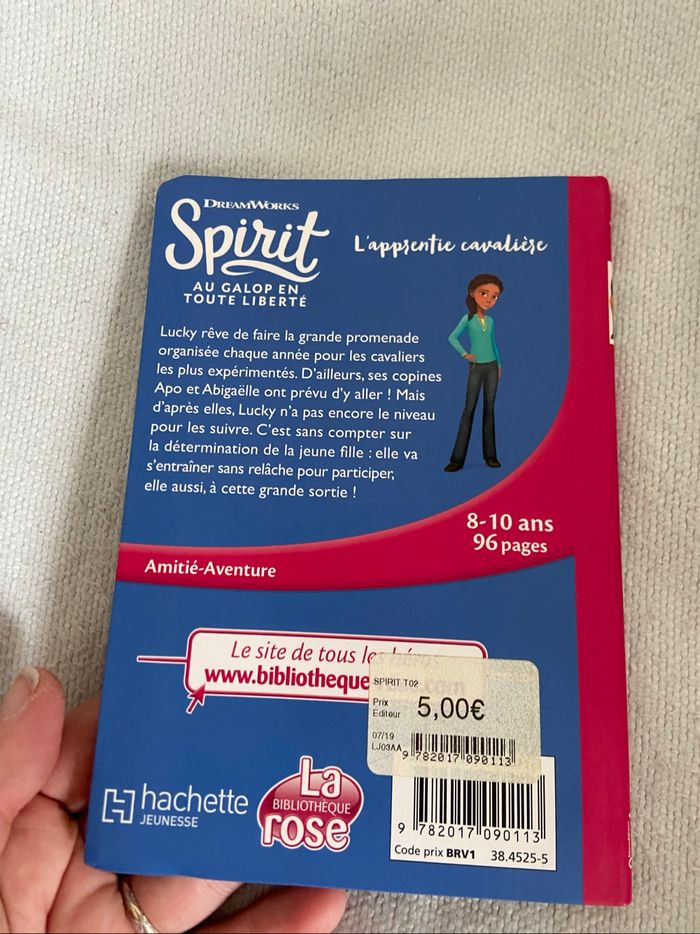 DREAMWORKS
Spirit
AU GALOP EN
TOUTE LIBERTÉ
L'apprentie cavalière
Lucky rêve de faire la grande promenade
organisée chaque année pour les cavaliers
les plus expérimentés. D'ailleurs, ses copines
Apo et Abigaëlle ont prévu d'y aller ! Mais
d'après elles, Lucky n'a pas encore le niveau
pour les suivre. C'est sans compter sur
la détermination de la jeune fille : elle va
s'entraîner sans relâche pour participer,
elle aussi, à cette grande sortie !
8-10 ans
96 pages
Amitié-Aventure
Le site de tous les héros
www.bibliotheque
SPIRIT T02
Prix
Editeur
5,00€
07/19
LJ03AA
9 782017 090113
hachette
JEUNESSE
La
BIBLIOTHÈQUE
rose
9 782017 090113
Code prix BRV1 38.4525-5